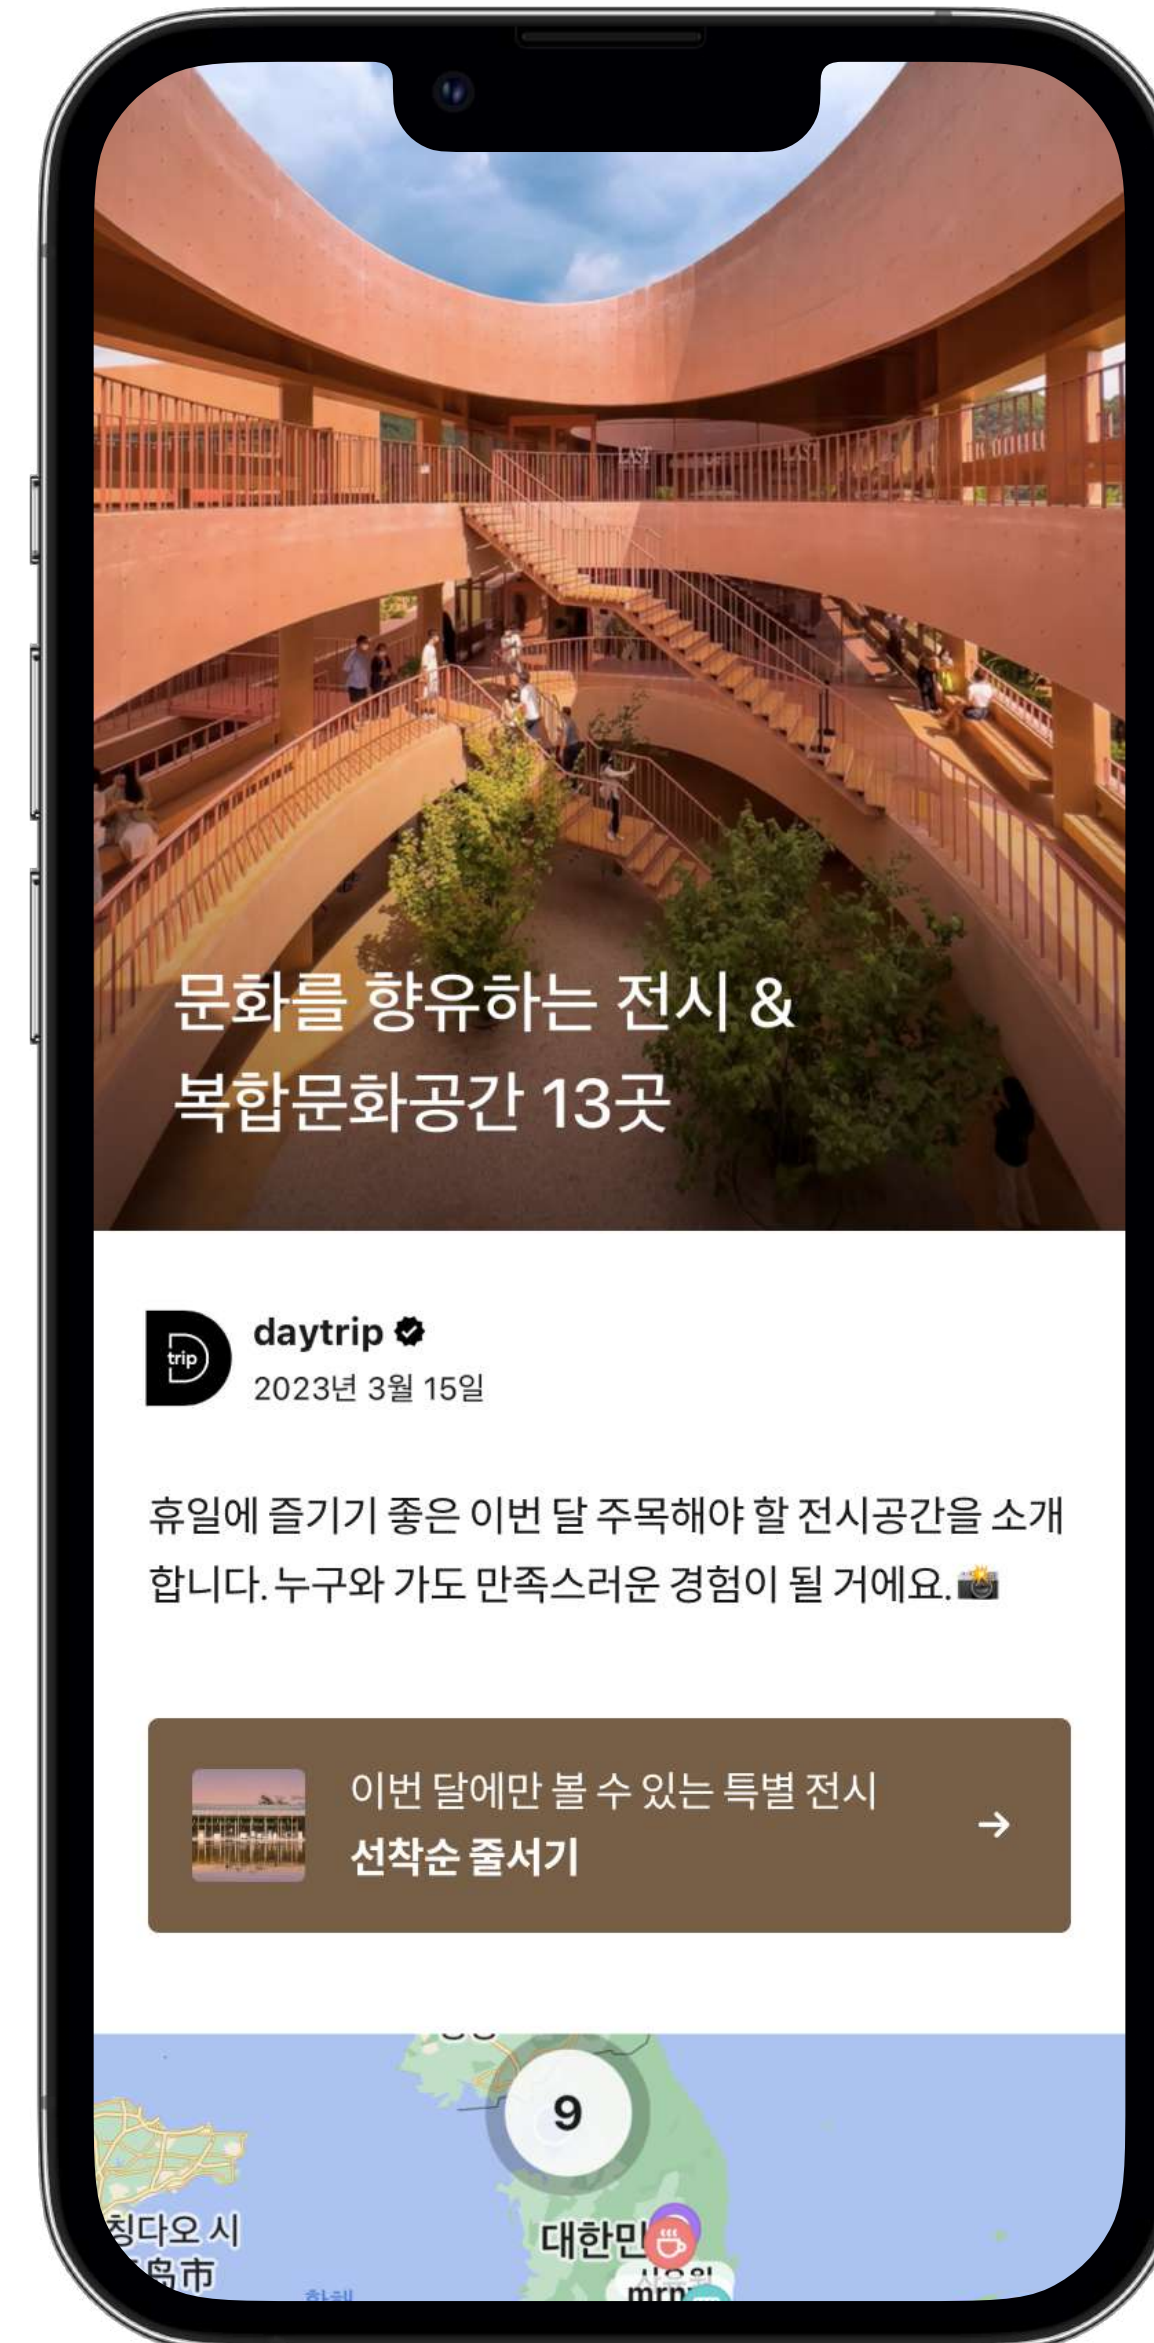 문화를 향유하는 전시 &
복합문화공간 13곳
trip
daytrip
2023년 3월 15일
휴일에 즐기기 좋은 이번 달 주목해야 할 전시공간을 소개
합니다. 누구와 가도 만족스러운 경험이 될 거에요.📸
이번 달에만 볼 수 있는 특별 전시
선착순 줄서기
→
9
칭다오 시
岛市
대한민